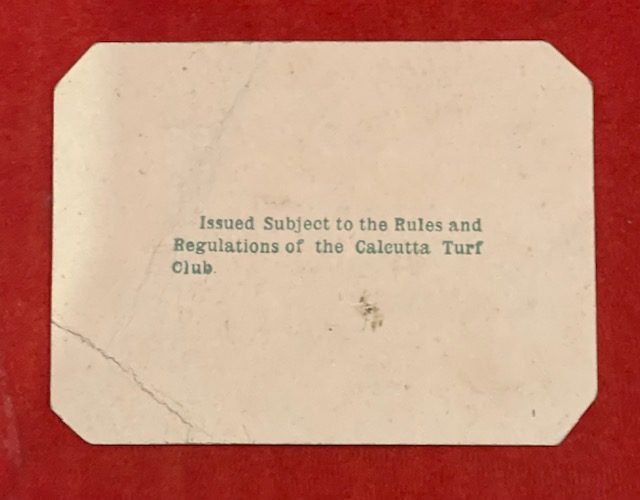 Issued Subject to the Rules and
Regulations of the Calcutta Turf
Club.